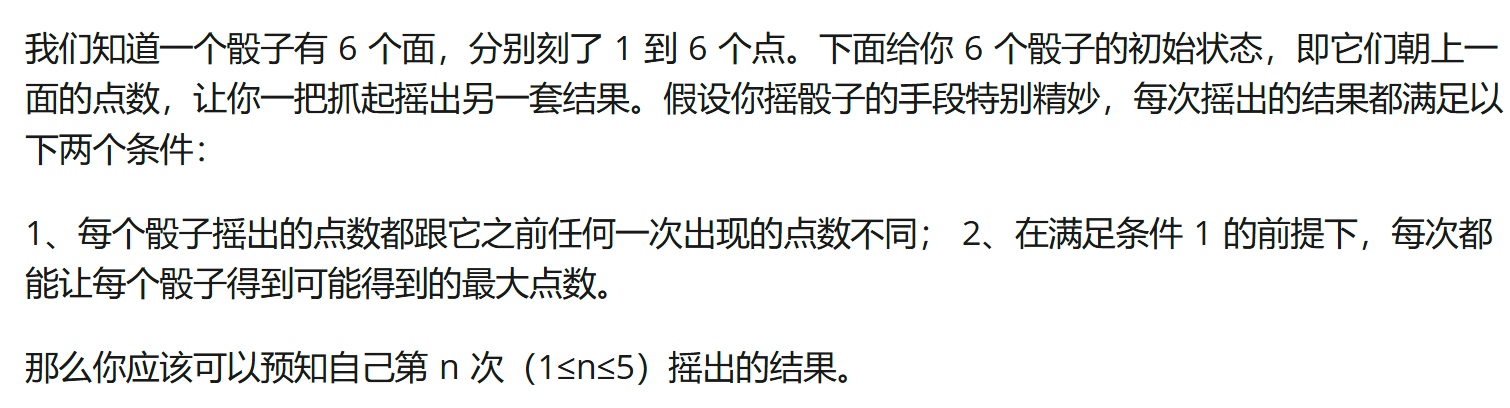 我们知道一个骰子有 6 个面，分别刻了 1 到 6 个点。下面给你 6 个骰子的初始状态，即它们朝上一
面的点数，让你一把抓起摇出另一套结果。假设你摇骰子的手段特别精妙，每次摇出的结果都满足以
下两个条件：
1、每个骰子摇出的点数都跟它之前任何一次出现的点数不同； 2、在满足条件 1 的前提下，每次都
能让每个骰子得到可能得到的最大点数。
那么你应该可以预知自己第 n 次（1≤n≤5）摇出的结果。